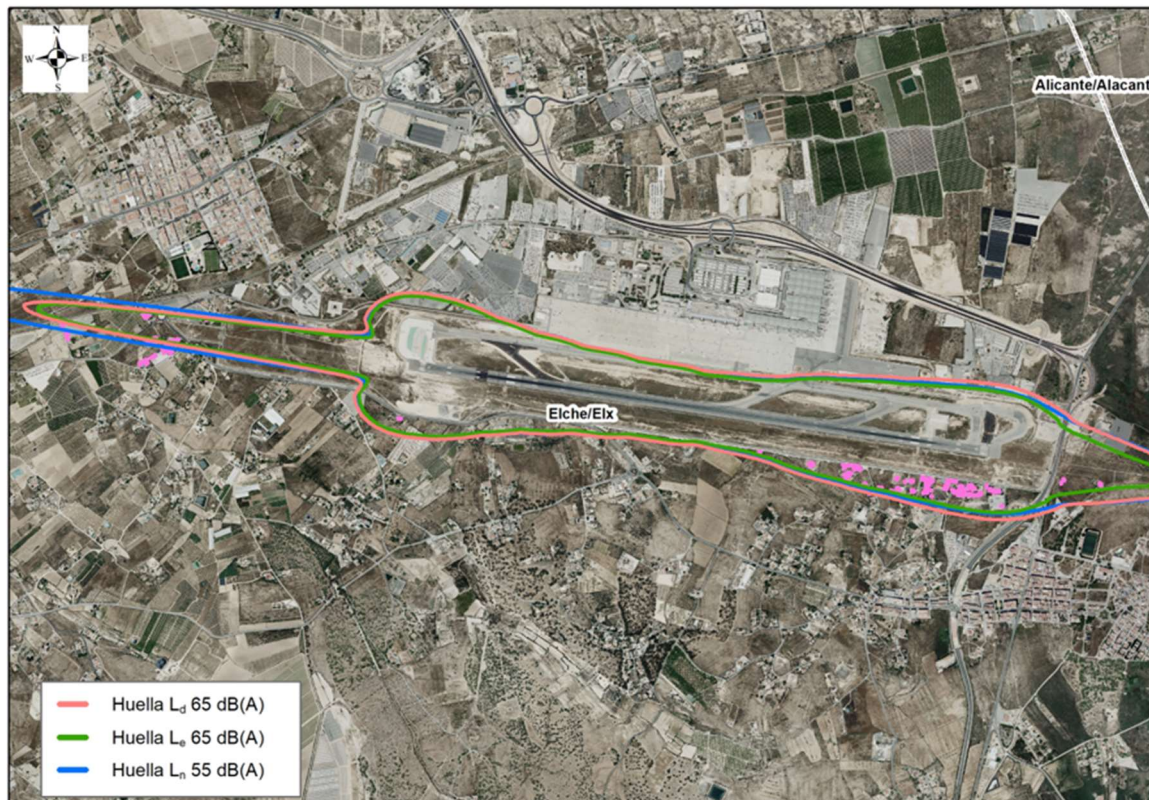 N
W E
S
Alicante/Alacant
Elche/Elx
Huella Ld 65 dB(A)
Huella Le 65 dB(A)
Huella Ln 55 dB(A)